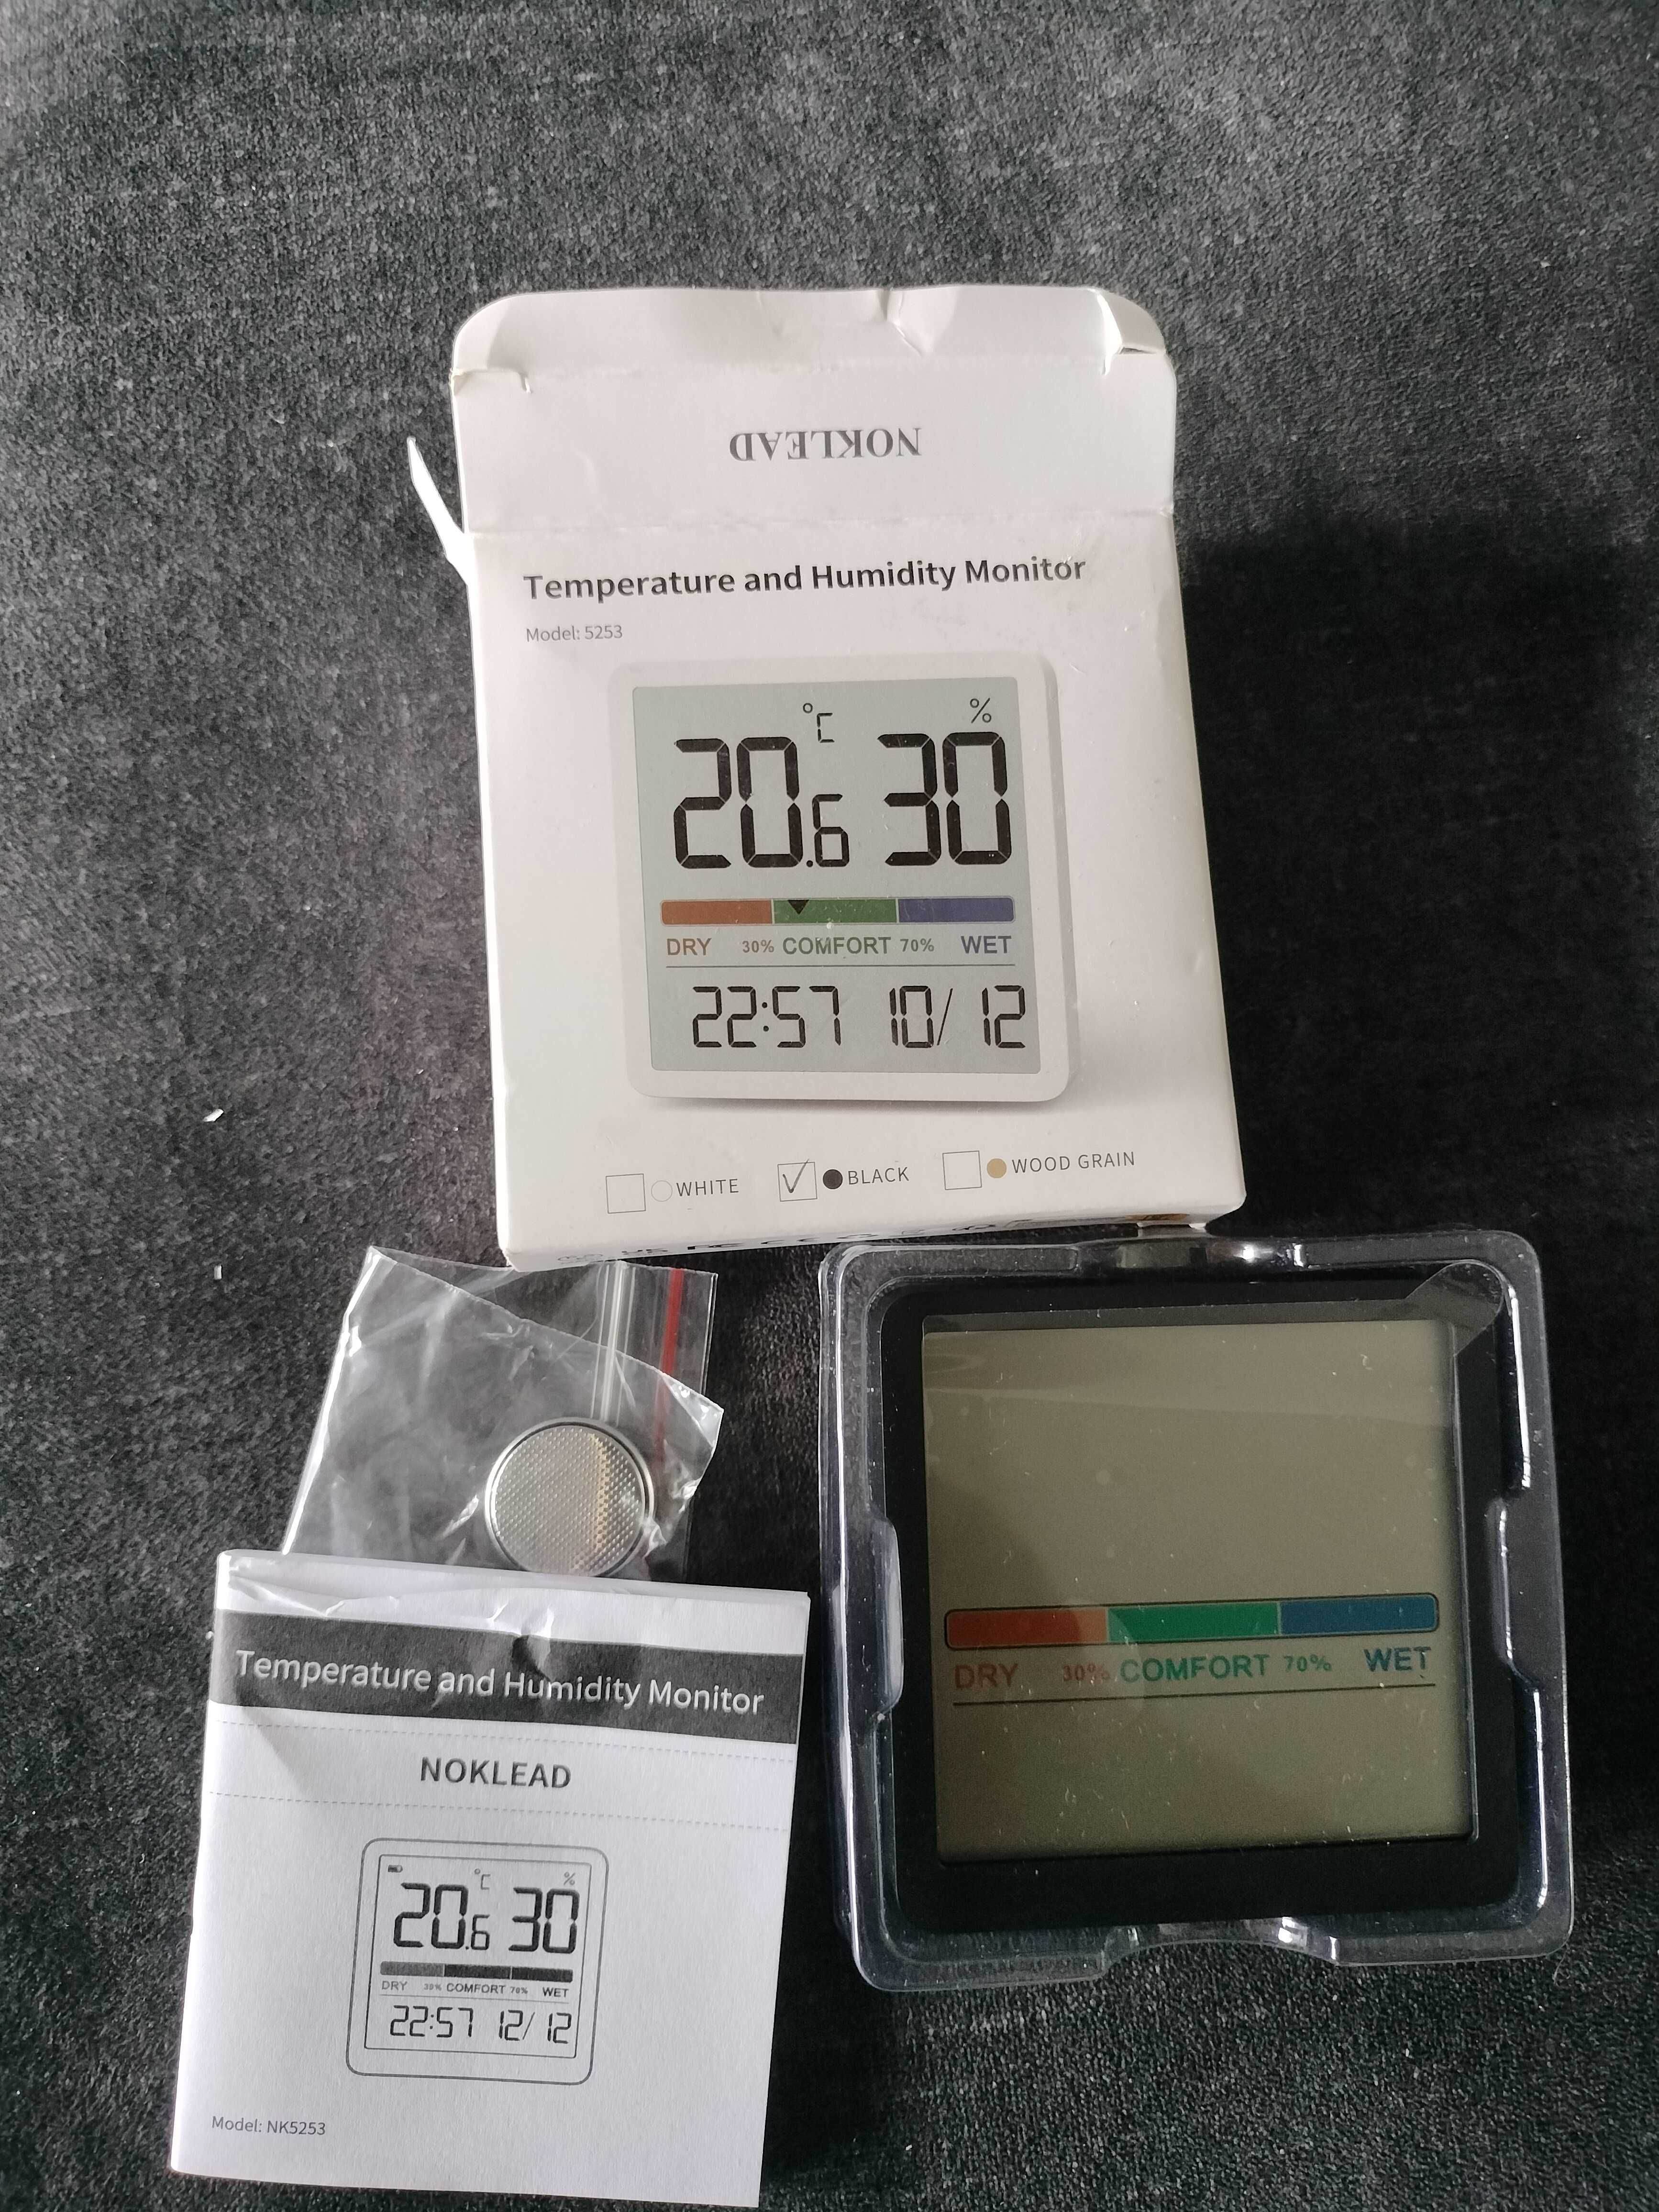 NOKLEAD
Temperature and Humidity Monitor
Model: 5253
°C %
20.6 30
DRY 30% COMFORT 70% WET
22:57 10/12
WHITE BLACK WOOD GRAIN
DRY 30% COMFORT 70% WET
Temperature and Humidity Monitor
NOKLEAD
°C %
20.6 30
DRY 30% COMFORT 70% WET
22:57 12/12
Model: NK5253